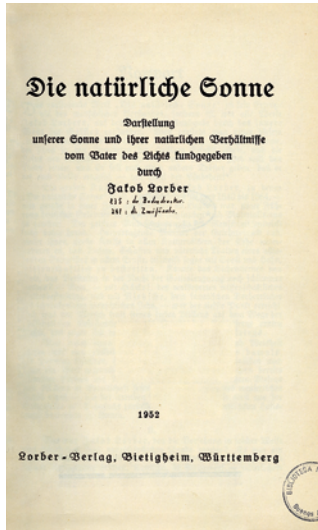 Die natürliche Sonne
Darstellung
unserer Sonne und ihrer natürlichen Verhältnisse
vom Vater des Lichts kundgegeben
durch
Jakob Lorber
1952
Lorber-Verlag, Bietigheim, Württemberg
BIBLIOTECA